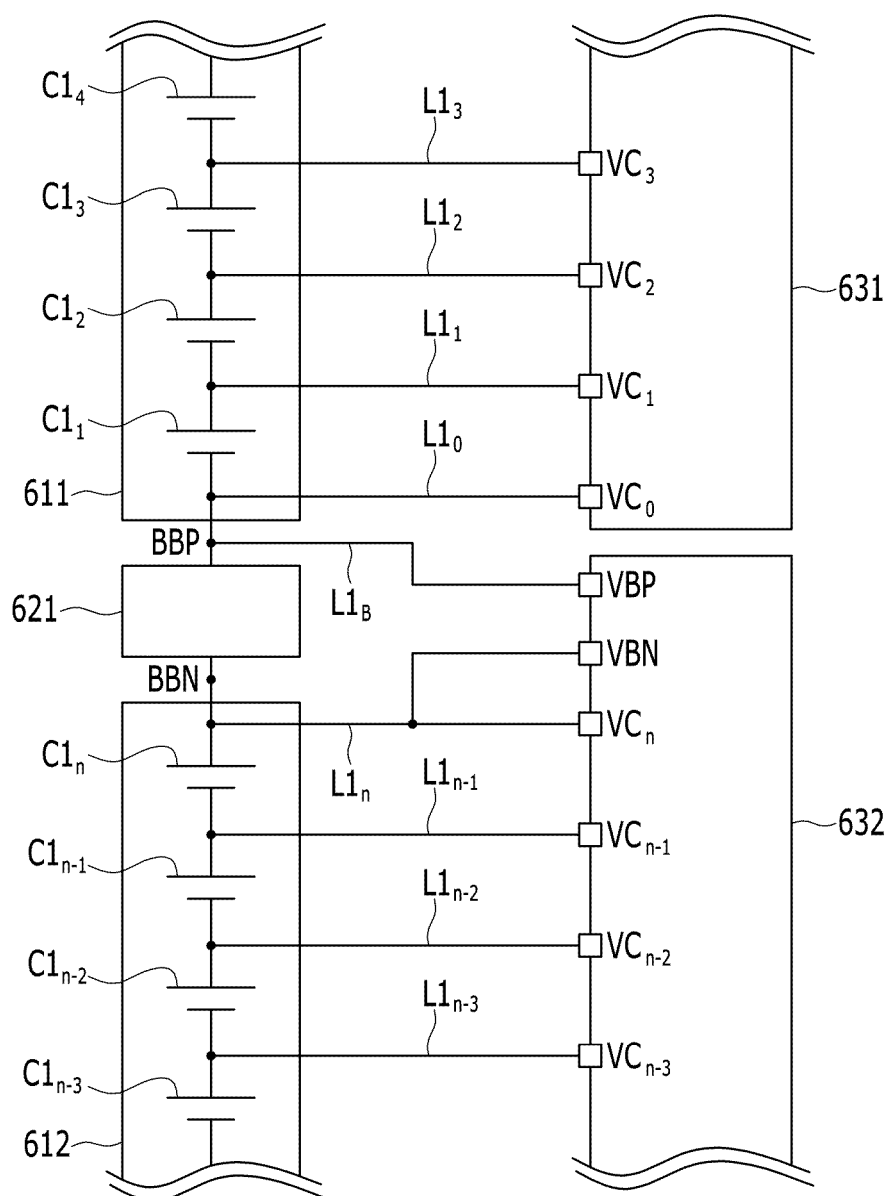 C1₄
L1₃
VC₃
C1₃
L1₂
VC₂
631
C1₂
L1₁
VC₁
C1₁
L1₀
611
VC₀
BBP
VBP
621
L1_B
VBN
BBN
VCₙ
C1ₙ
L1ₙ
L1ₙ₋₁
632
VCₙ₋₁
C1ₙ₋₁
L1ₙ₋₂
VCₙ₋₂
C1ₙ₋₂
L1ₙ₋₃
VCₙ₋₃
C1ₙ₋₃
612